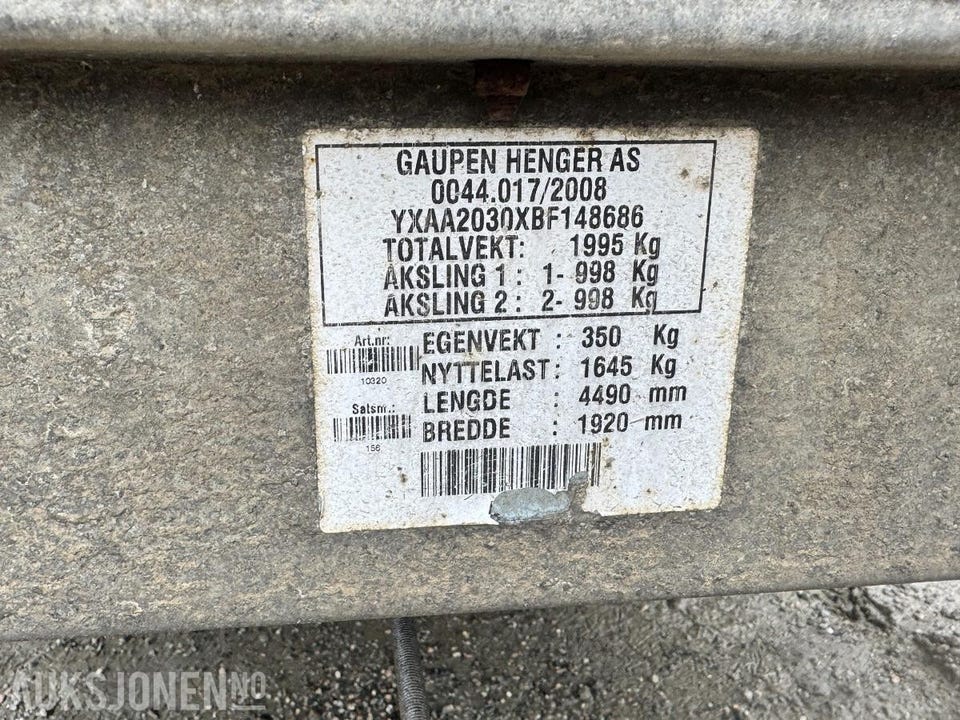 GAUPEN HENGER AS
0044.017/2008
YXAA2030XBF148686
TOTALVEKT: 1995 Kg
AKSLING 1 : 1- 998 Kg
AKSLING 2 : 2- 998 Kg
Art.nr:
10320
Satsnr.:
156
EGENVEKT : 350 Kg
NYTTELAST : 1645 Kg
LENGDE : 4490 mm
BREDDE : 1920 mm
AUKSJONEN.NO